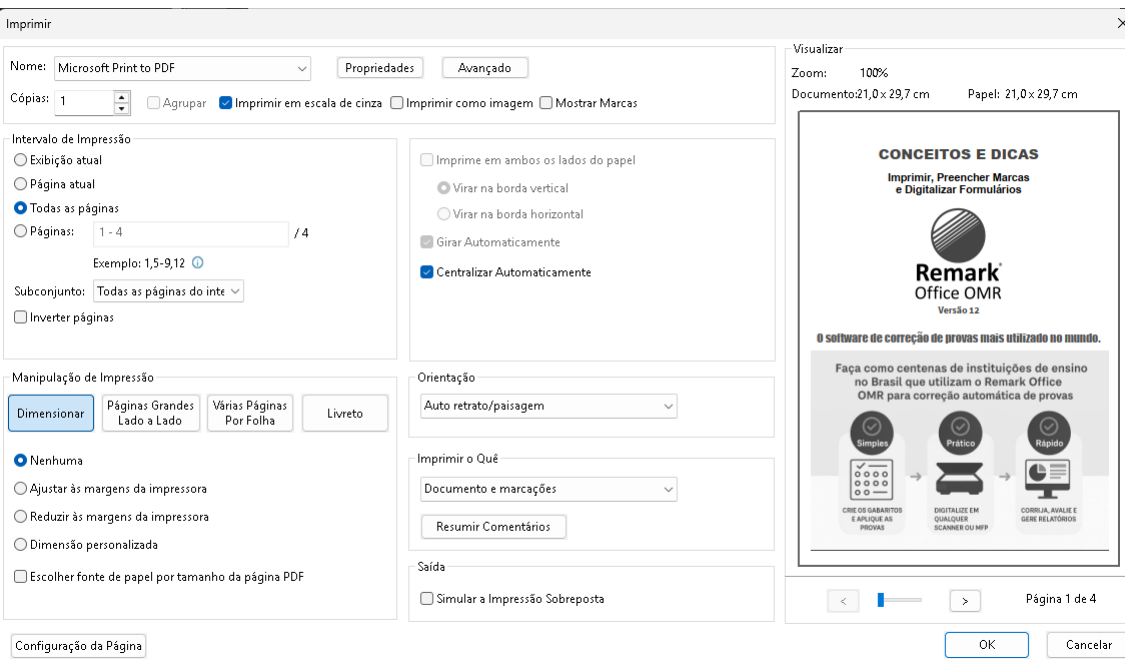 Imprimir
Nome: Microsoft Print to PDF Propriedades Avançado
Cópias: 1 Agrupar Imprimir em escala de cinza Imprimir como imagem Mostrar Marcas
Intervalo de Impressão
Exibição atual
Página atual
Todas as páginas
Páginas: 1 - 4 / 4
Exemplo: 1,5-9,12
Subconjunto: Todas as páginas do inte
Inverter páginas
Imprime em ambos os lados do papel
Virar na borda vertical
Virar na borda horizontal
Girar Automaticamente
Centralizar Automaticamente
Manipulação de Impressão
Dimensionar
Páginas Grandes
Lado a Lado
Várias Páginas
Por Folha
Livreto
Nenhuma
Ajustar às margens da impressora
Reduzir às margens da impressora
Dimensão personalizada
Escolher fonte de papel por tamanho da página PDF
Orientação
Auto retrato/paisagem
Imprimir o Quê
Documento e marcações
Resumir Comentários
Saída
Simular a Impressão Sobreposta
Visualizar
Zoom: 100%
Documento:21,0 x 29,7 cm Papel: 21,0 x 29,7 cm
CONCEITOS E DICAS
Imprimir, Preencher Marcas
e Digitalizar Formulários
Remark
Office OMR
Versão 12
O software de correção de provas mais utilizado no mundo.
Faça como centenas de instituições de ensino
no Brasil que utilizam o Remark Office
OMR para correção automática de provas
Simples
Prático
Rápido
CRIE OS GABARITOS
E APLIQUE AS
PROVAS
DIGITALIZE EM
QUALQUER
SCANNER OU MFP
CORRIJA, AVALIE E
GERE RELATÓRIOS
< > Página 1 de 4
Configuração da Página
OK Cancelar